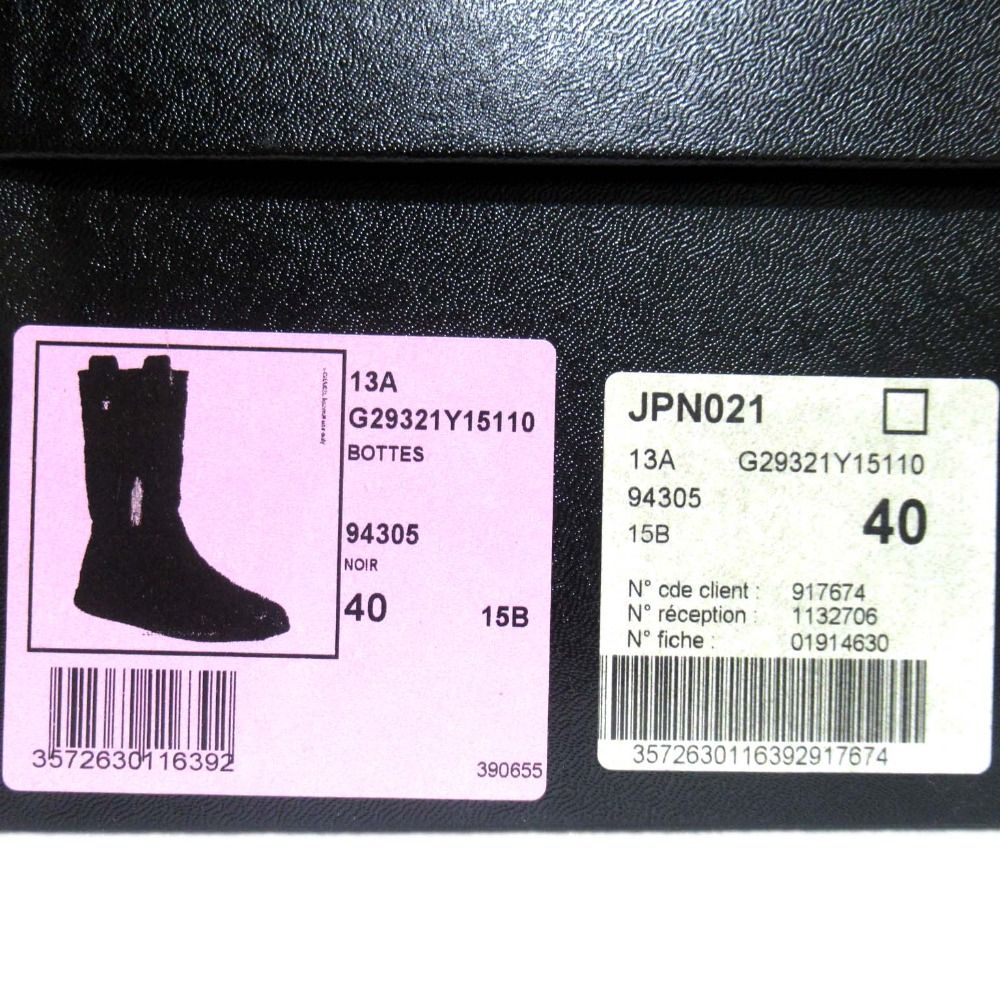 13A
G29321Y15110
BOTTES
94305
NOIR
40 15B
3572630116392
390655
JPN021
13A G29321Y15110
94305
15B 40
N° cde client : 917674
N° réception : 1132706
N° fiche : 01914630
3572630116392917674